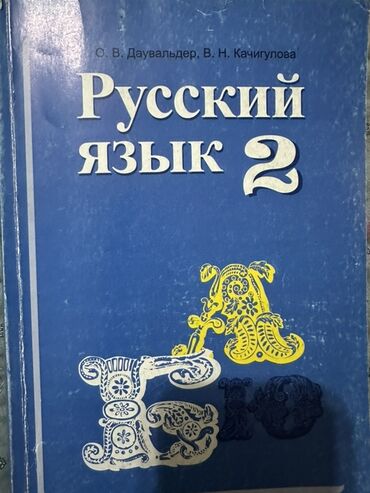 О. В. Даувальдер, В. Н. Качигулова
Русский
язык 2
А
Б Ю